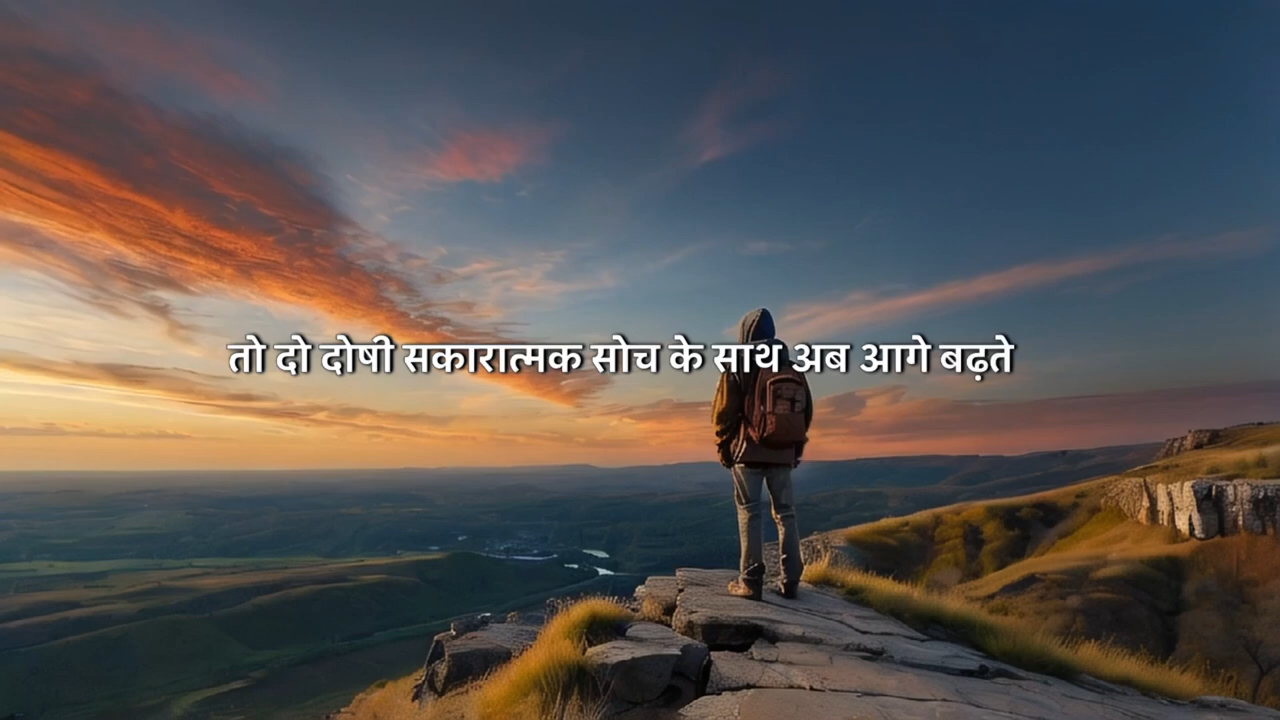 तो दो दोषी सकारात्मक सोच के साथ अब आगे बढ़ते